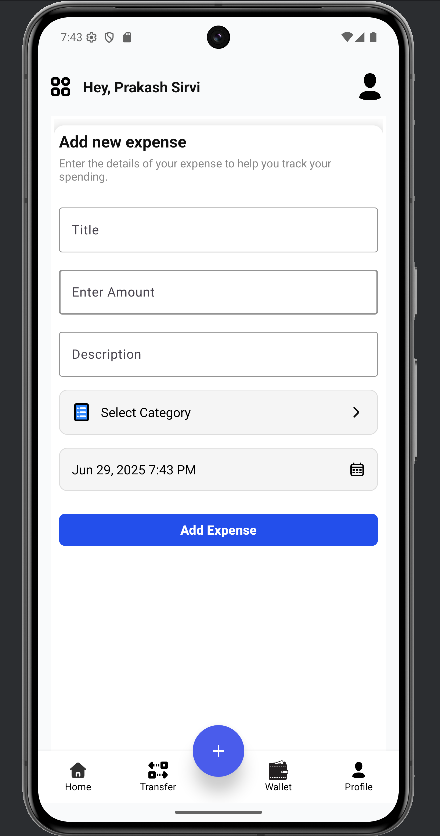 7:43
Hey, Prakash Sirvi
Add new expense
Enter the details of your expense to help you track your
spending.
Title
Enter Amount
Description
Select Category
Jun 29, 2025 7:43 PM
Add Expense
+
Home
Transfer
Wallet
Profile